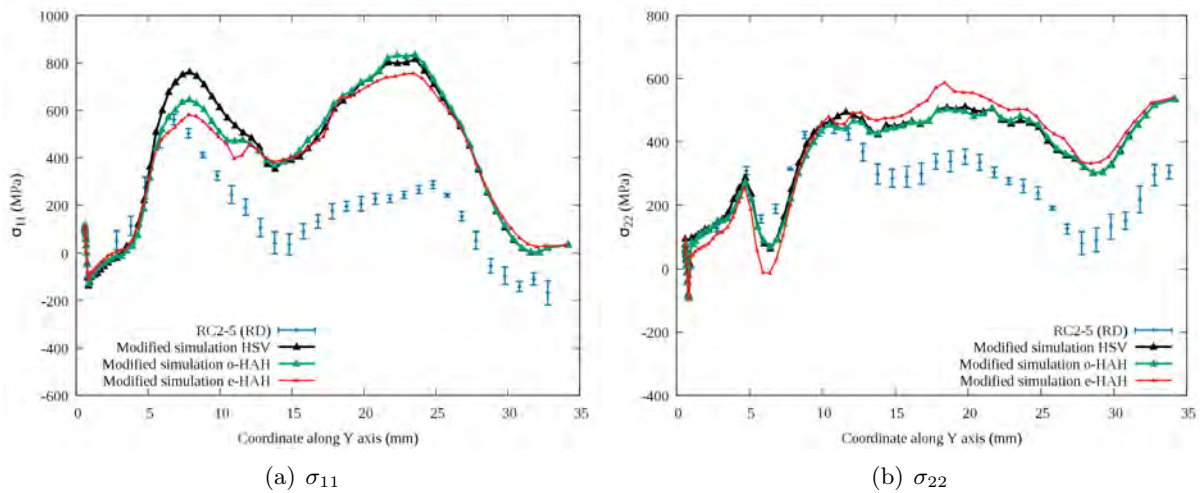 1000
800
600
400
200
0
-200
-400
-600
σ11 (MPa)
0 5 10 15 20 25 30 35
Coordinate along Y axis (mm)
RC2-5 (RD)
Modified simulation HSV
Modified simulation o-HAH
Modified simulation e-HAH
(a) σ11
800
600
400
200
0
-200
-400
σ22 (MPa)
0 5 10 15 20 25 30 35
Coordinate along Y axis (mm)
RC2-5 (RD)
Modified simulation HSV
Modified simulation o-HAH
Modified simulation e-HAH
(b) σ22